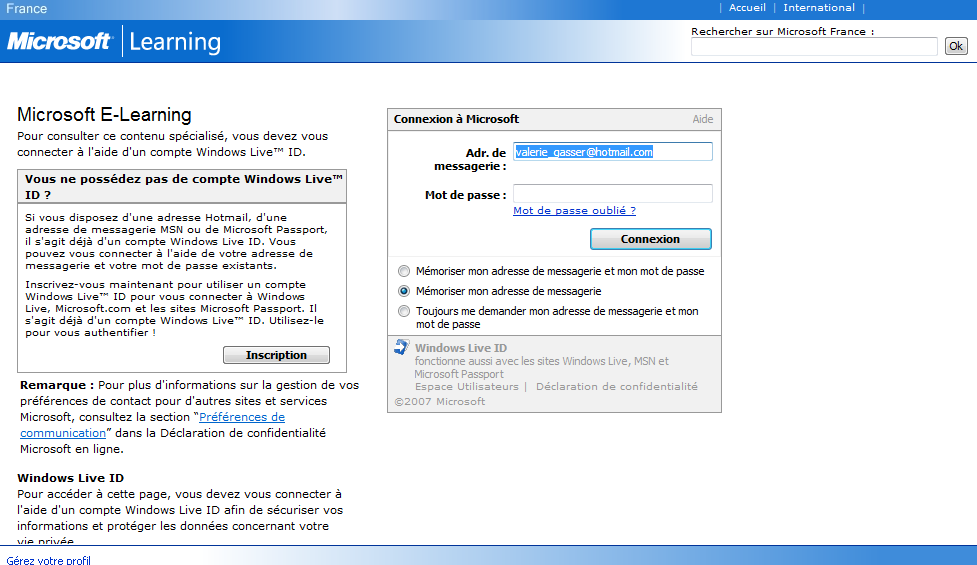 France
| Accueil | International |
Microsoft Learning
Rechercher sur Microsoft France :
Ok
Microsoft E-Learning
Pour consulter ce contenu spécialisé, vous devez vous
connecter à l'aide d'un compte Windows Live™ ID.
Vous ne possédez pas de compte Windows Live™
ID ?
Si vous disposez d'une adresse Hotmail, d'une
adresse de messagerie MSN ou de Microsoft Passport,
il s'agit déjà d'un compte Windows Live ID. Vous
pouvez vous connecter à l'aide de votre adresse de
messagerie et votre mot de passe existants.
Inscrivez-vous maintenant pour utiliser un compte
Windows Live™ ID pour vous connecter à Windows
Live, Microsoft.com et les sites Microsoft Passport. Il
s'agit déjà d'un compte Windows Live™ ID. Utilisez-le
pour vous authentifier !
Inscription
Remarque : Pour plus d'informations sur la gestion de vos
préférences de contact pour d'autres sites et services
Microsoft, consultez la section “Préférences de
communication” dans la Déclaration de confidentialité
Microsoft en ligne.
Windows Live ID
Pour accéder à cette page, vous devez vous connecter à
l'aide d'un compte Windows Live ID afin de sécuriser vos
informations et protéger les données concernant votre
vie privée.
Connexion à Microsoft
Aide
Adr. de
messagerie :
valerie_gasser@hotmail.com
Mot de passe :
Mot de passe oublié ?
Connexion
Mémoriser mon adresse de messagerie et mon mot de passe
Mémoriser mon adresse de messagerie
Toujours me demander mon adresse de messagerie et mon
mot de passe
Windows Live ID
fonctionne aussi avec les sites Windows Live, MSN et
Microsoft Passport
Espace Utilisateurs | Déclaration de confidentialité
©2007 Microsoft
Gérez votre profil